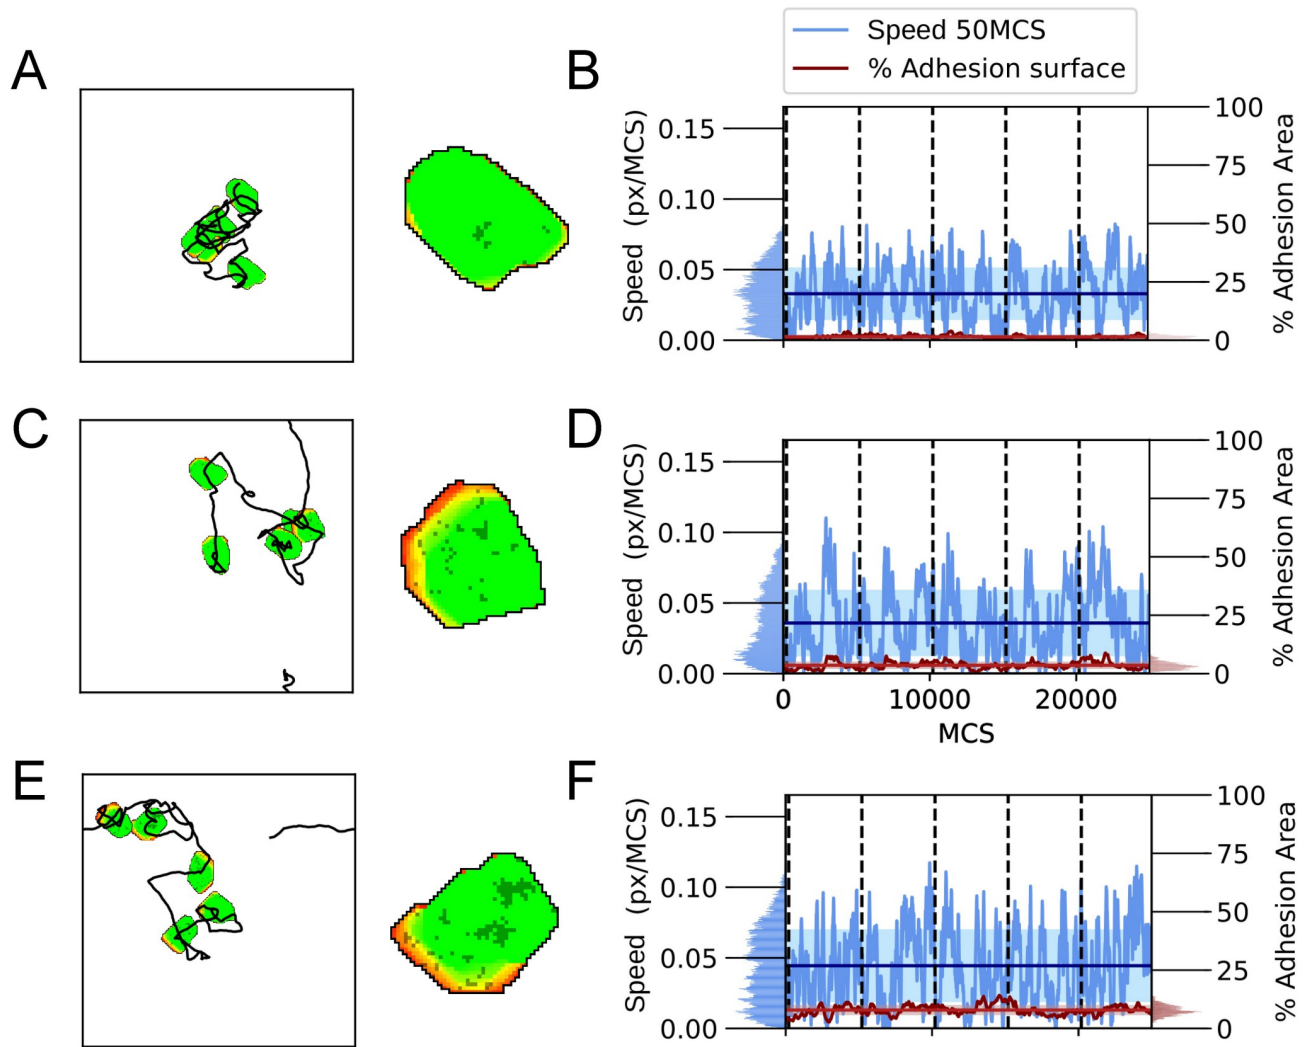 Speed 50MCS
% Adhesion surface
A
B
Speed (px/MCS)
0.15
0.10
0.05
0.00
100
75
50
25
0
% Adhesion Area
C
D
Speed (px/MCS)
0.15
0.10
0.05
0.00
100
75
50
25
0
% Adhesion Area
0 10000 20000
MCS
E
F
Speed (px/MCS)
0.15
0.10
0.05
0.00
100
75
50
25
0
% Adhesion Area